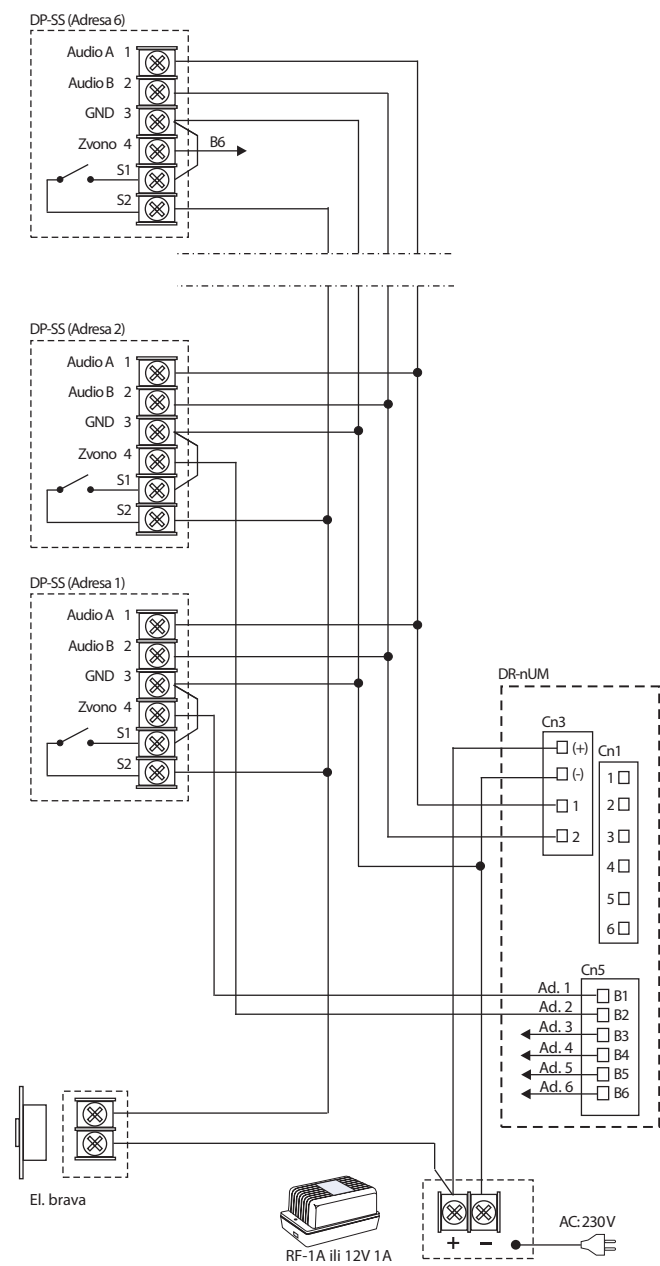 DP-SS (Adresa 6)
Audio A 1
Audio B 2
GND 3
Zvono 4
B6
S1
S2
DP-SS (Adresa 2)
Audio A 1
Audio B 2
GND 3
Zvono 4
S1
S2
DP-SS (Adresa 1)
Audio A 1
Audio B 2
GND 3
Zvono 4
S1
S2
DR-nUM
Cn3
(+)
(-)
1
2
Cn1
1
2
3
4
5
6
Cn5
Ad. 1 B1
Ad. 2 B2
Ad. 3 B3
Ad. 4 B4
Ad. 5 B5
Ad. 6 B6
El. brava
RF-1A ili 12V 1A
+ –
AC: 230 V